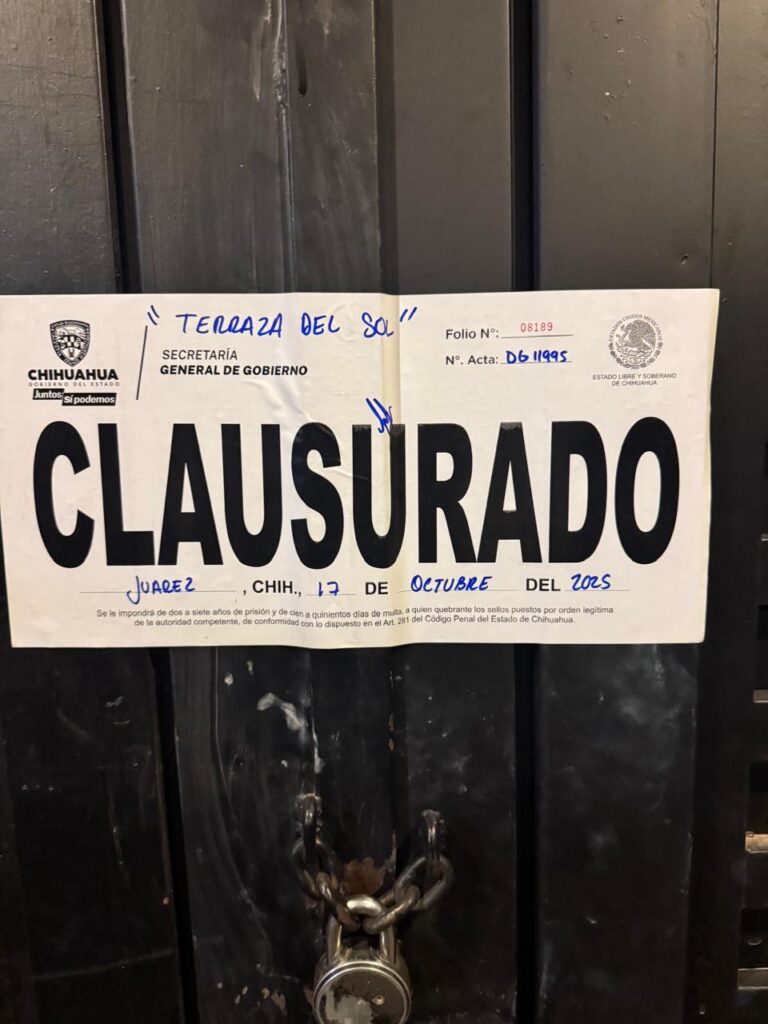 " TERRAZA DEL SOL "
CHIHUAHUA
GOBIERNO DEL ESTADO
Juntos Sí podemos
SECRETARÍA
GENERAL DE GOBIERNO
Folio N°: 08189
N°. Acta: DG 11995
ESTADOS UNIDOS MEXICANOS
ESTADO LIBRE Y SOBERANO
DE CHIHUAHUA
CLAUSURADO
JUAREZ , CHIH., 17 DE OCTUBRE DEL 2025
Se le impondrá de dos a siete años de prisión y de cien a quinientos días de multa, a quien quebrante los sellos puestos por orden legítima
de la autoridad competente, de conformidad con lo dispuesto en el Art. 281 del Código Penal del Estado de Chihuahua.